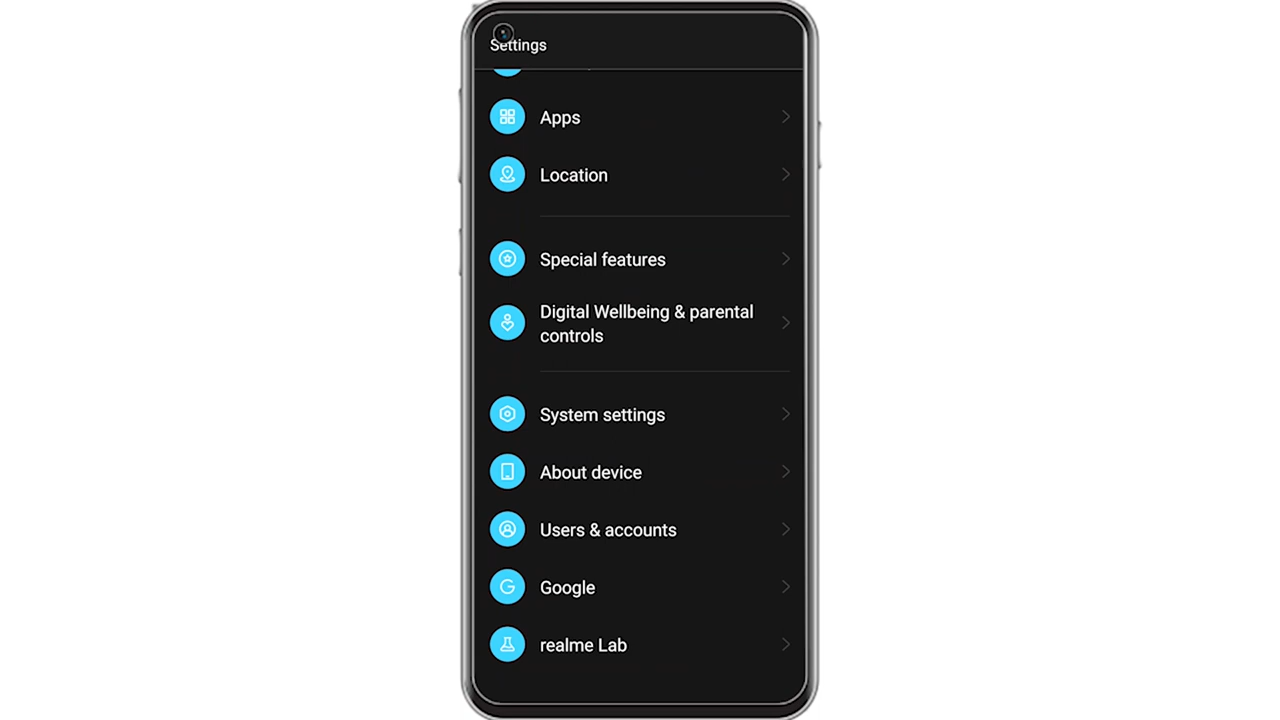 Settings
Apps
Location
Special features
Digital Wellbeing & parental
controls
System settings
About device
Users & accounts
Google
realme Lab